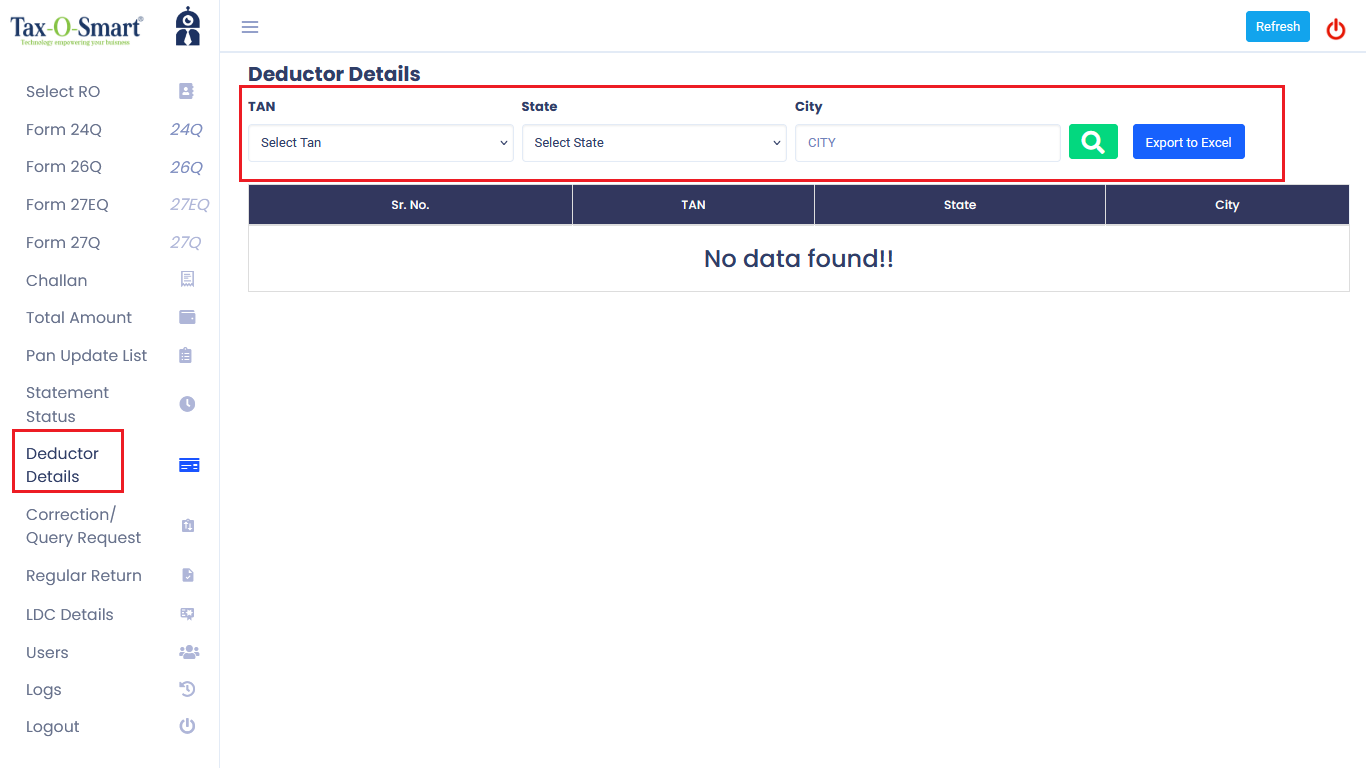 Tax-O-Smart®
Technology empowering your business
Refresh
Deductor Details
TAN
State
City
Select Tan
Select State
CITY
Export to Excel
Sr. No.
TAN
State
City
No data found!!
Select RO
Form 24Q
24Q
Form 26Q
26Q
Form 27EQ
27EQ
Form 27Q
27Q
Challan
Total Amount
Pan Update List
Statement
Status
Deductor
Details
Correction/
Query Request
Regular Return
LDC Details
Users
Logs
Logout